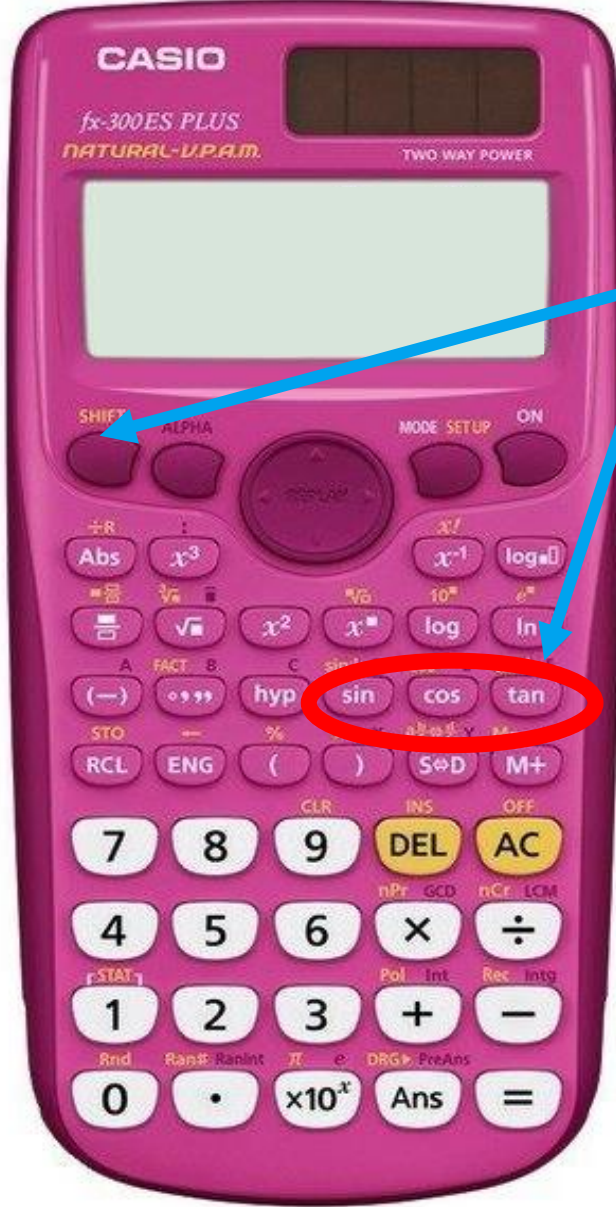 CASIO
fx-300ES PLUS
NATURAL-V.P.A.M.
TWO WAY POWER
SHIFT ALPHA MODE SETUP ON
REPLAY
÷R : x!
Abs x³ x⁻¹ log▪▯
³√▪ ▪√▯ 10▪ e▪
√▪ x² x▪ log ln
A FACT B C
(—) °,,, hyp sin cos tan
STO %
RCL ENG ( ) S⇔D M+
CLR INS OFF
7 8 9 DEL AC
nPr GCD nCr LCM
4 5 6 × ÷
STAT Pol Int Rec Intg
1 2 3 + −
Rnd Ran# RanInt π e DRG▶ PreAns
0 . ×10ˣ Ans =